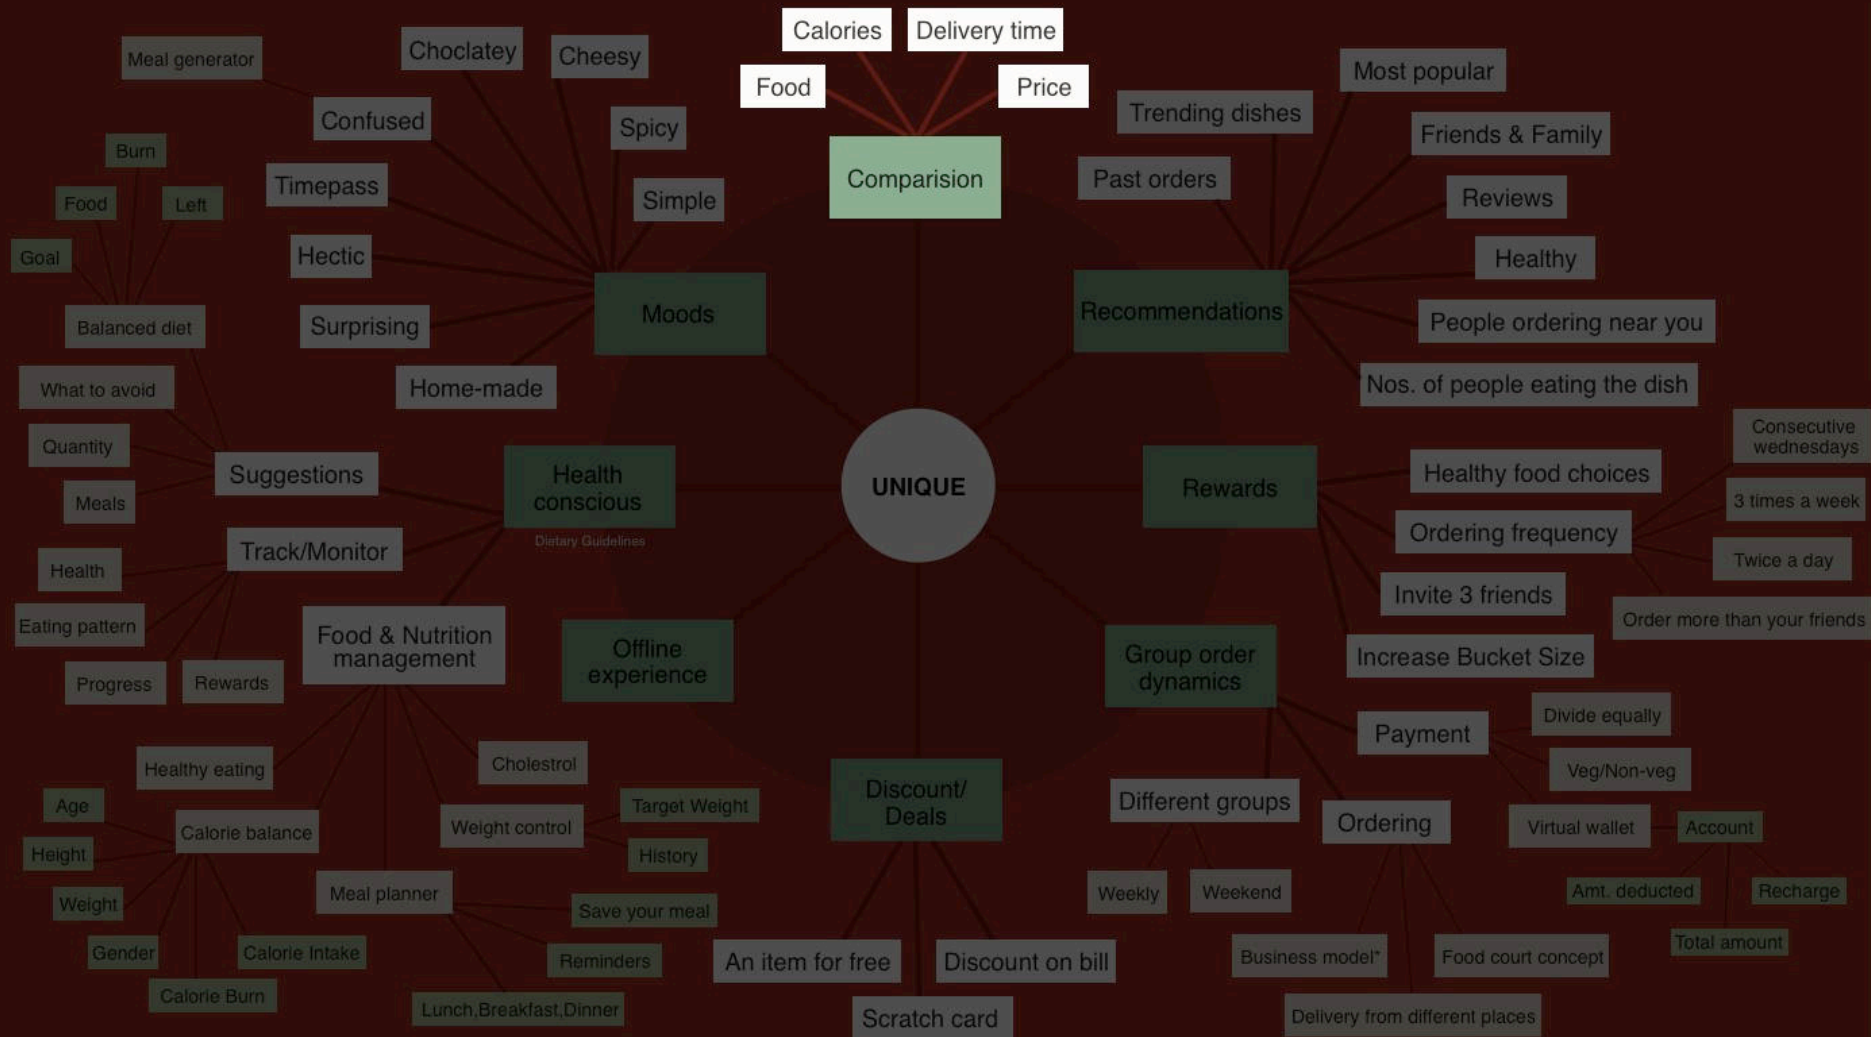 Calories
Delivery time
Food
Price
Comparision
Meal generator
Choclatey
Cheesy
Confused
Spicy
Timepass
Simple
Hectic
Surprising
Home-made
Moods
Burn
Food
Left
Goal
Balanced diet
What to avoid
Quantity
Meals
Suggestions
Health
conscious
Dietary Guidelines
Track/Monitor
Health
Eating pattern
Progress
Rewards
Food & Nutrition
management
Healthy eating
Cholestrol
Calorie balance
Age
Height
Weight
Gender
Calorie Burn
Calorie Intake
Weight control
Target Weight
History
Meal planner
Save your meal
Reminders
Lunch,Breakfast,Dinner
Offline
experience
UNIQUE
Discount/
Deals
An item for free
Discount on bill
Scratch card
Most popular
Trending dishes
Friends & Family
Past orders
Reviews
Healthy
People ordering near you
Nos. of people eating the dish
Recommendations
Rewards
Healthy food choices
Ordering frequency
Consecutive
wednesdays
3 times a week
Twice a day
Order more than your friends
Invite 3 friends
Increase Bucket Size
Group order
dynamics
Payment
Divide equally
Veg/Non-veg
Virtual wallet
Account
Amt. deducted
Recharge
Total amount
Different groups
Weekly
Weekend
Ordering
Business model*
Food court concept
Delivery from different places